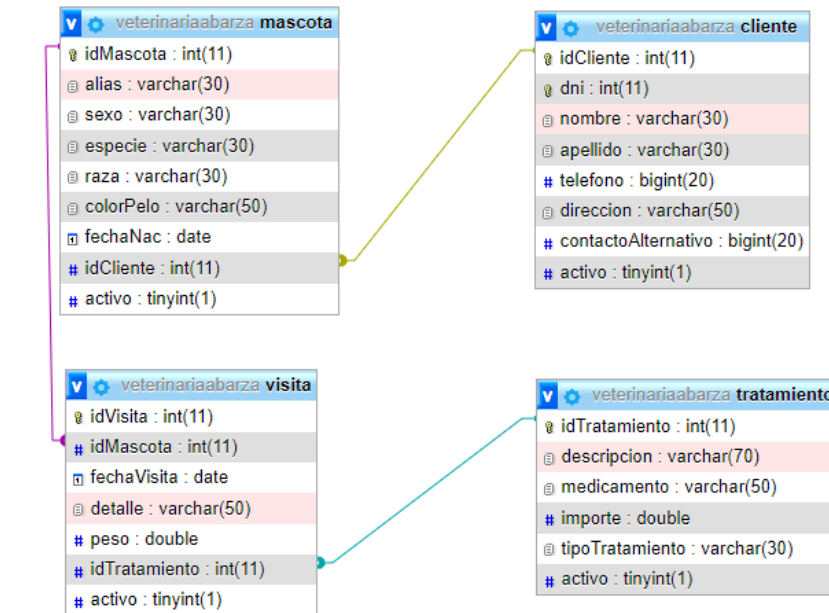 veterinariaabarza mascota
idMascota : int(11)
alias : varchar(30)
sexo : varchar(30)
especie : varchar(30)
raza : varchar(30)
colorPelo : varchar(50)
fechaNac : date
idCliente : int(11)
activo : tinyint(1)
veterinariaabarza cliente
idCliente : int(11)
dni : int(11)
nombre : varchar(30)
apellido : varchar(30)
telefono : bigint(20)
direccion : varchar(50)
contactoAlternativo : bigint(20)
activo : tinyint(1)
veterinariaabarza visita
idVisita : int(11)
idMascota : int(11)
fechaVisita : date
detalle : varchar(50)
peso : double
idTratamiento : int(11)
activo : tinyint(1)
veterinariaabarza tratamiento
idTratamiento : int(11)
descripcion : varchar(70)
medicamento : varchar(50)
importe : double
tipoTratamiento : varchar(30)
activo : tinyint(1)